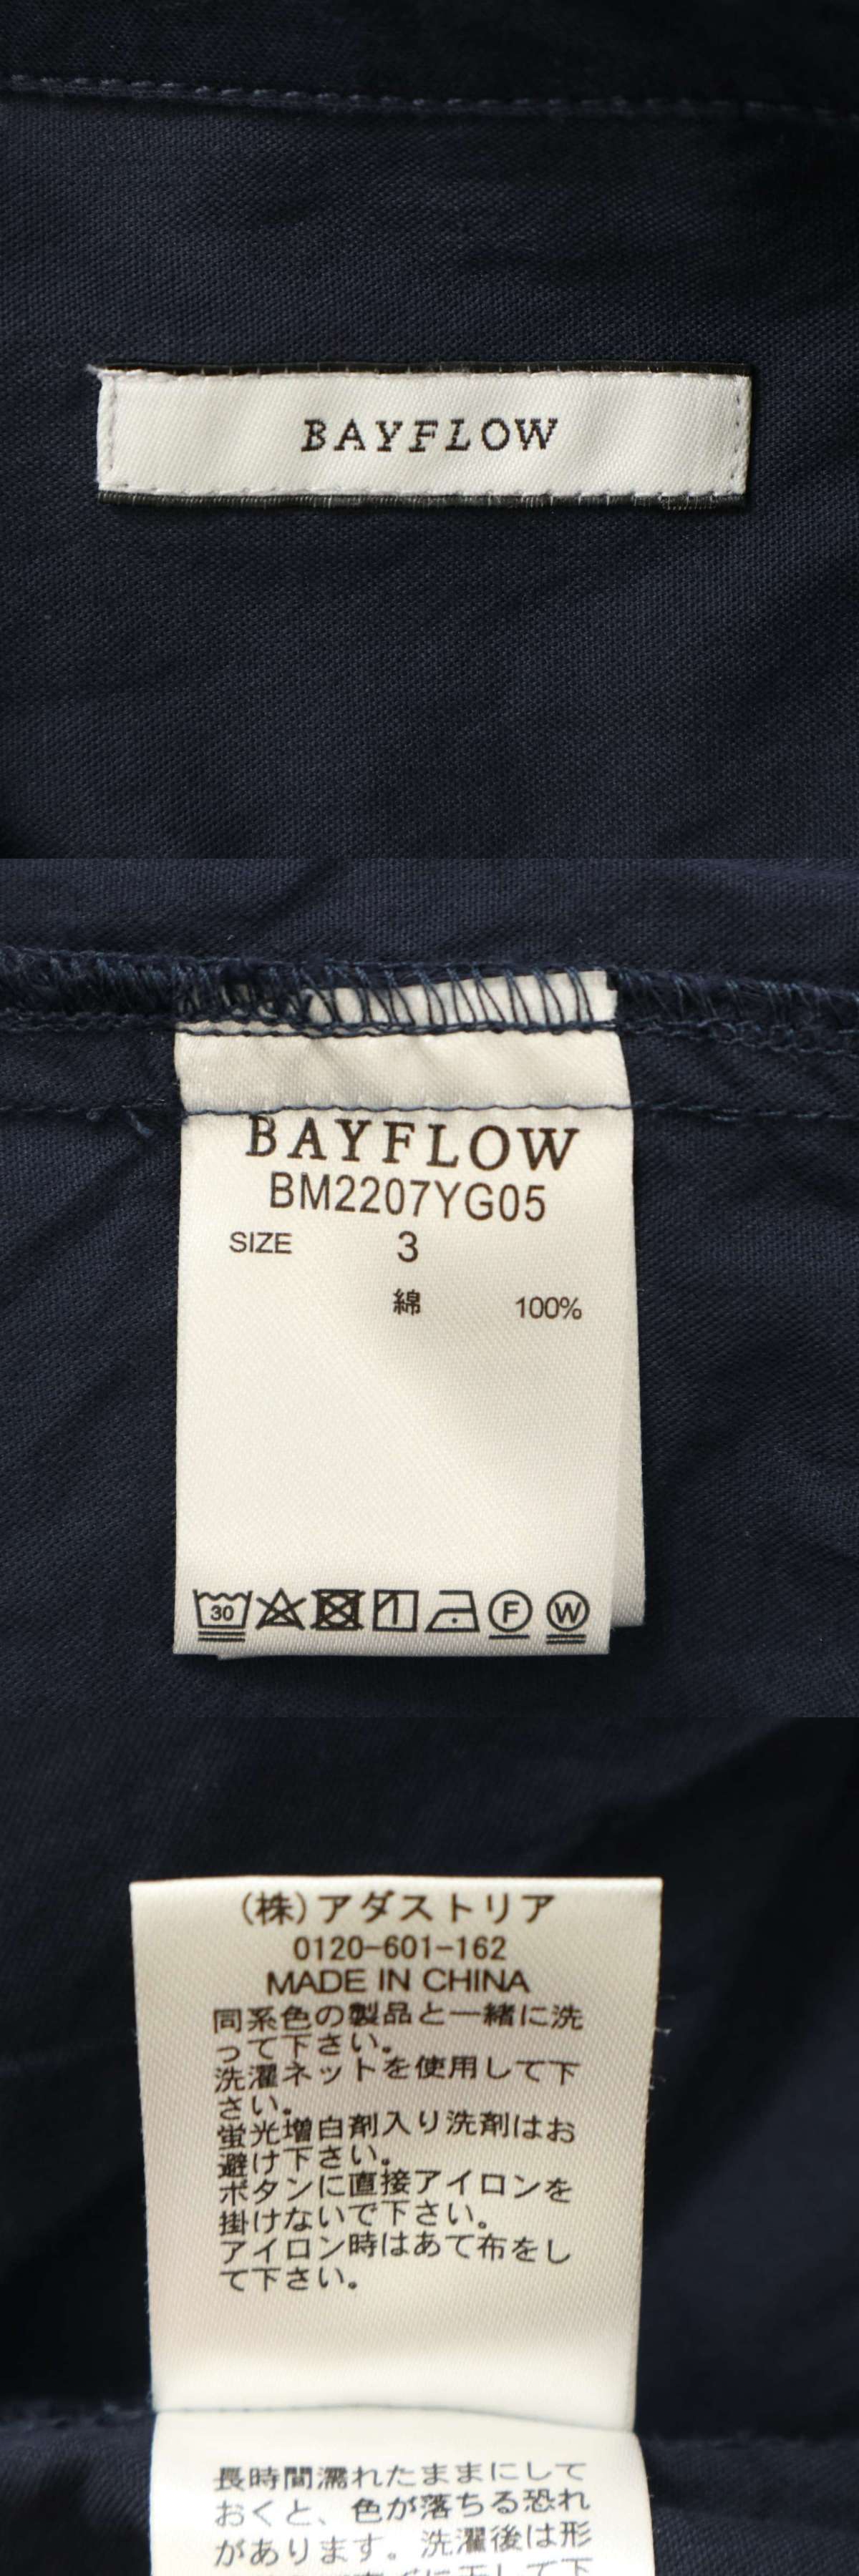 BAYFLOW
BAYFLOW
BM2207YG05
SIZE 3
綿 100%
30 F W
(株)アダストリア
0120-601-162
MADE IN CHINA
同系色の製品と一緒に洗
って下さい。
洗濯ネットを使用して下
さい。
蛍光増白剤入り洗剤はお
避け下さい。
ボタンに直接アイロンを
掛けないで下さい。
アイロン時はあて布をし
て下さい。
長時間濡れたままにして
おくと、色が落ちる恐れ
があります。洗濯後は形